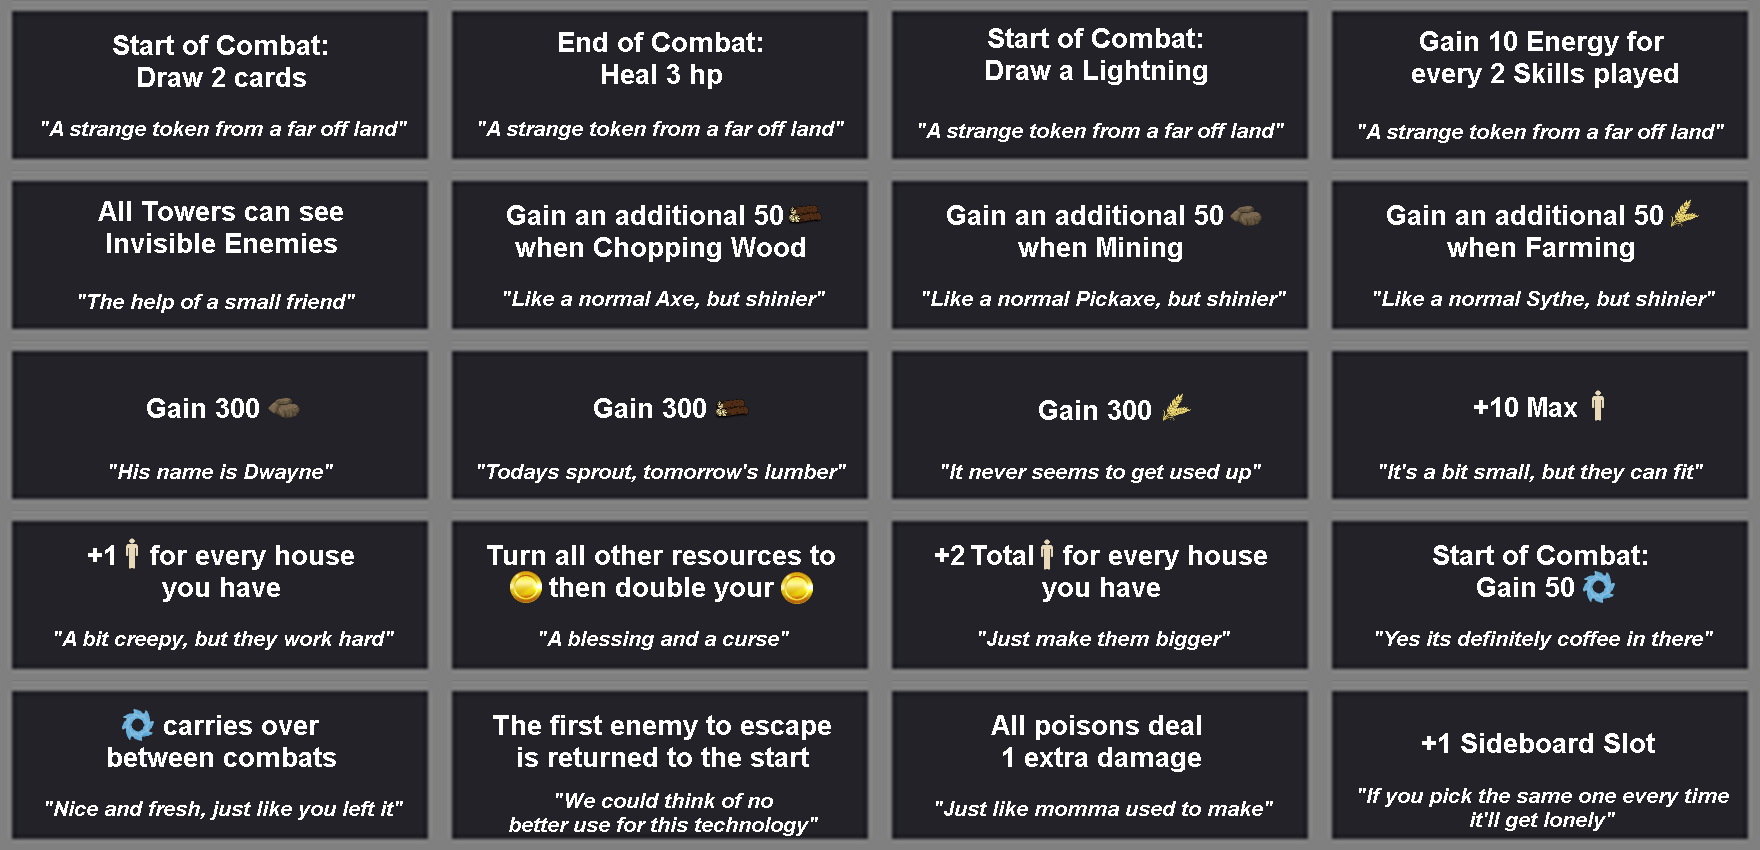 Start of Combat:
Draw 2 cards
"A strange token from a far off land"
End of Combat:
Heal 3 hp
"A strange token from a far off land"
Start of Combat:
Draw a Lightning
"A strange token from a far off land"
Gain 10 Energy for
every 2 Skills played
"A strange token from a far off land"
All Towers can see
Invisible Enemies
"The help of a small friend"
Gain an additional 50
when Chopping Wood
"Like a normal Axe, but shinier"
Gain an additional 50
when Mining
"Like a normal Pickaxe, but shinier"
Gain an additional 50
when Farming
"Like a normal Sythe, but shinier"
Gain 300
"His name is Dwayne"
Gain 300
"Todays sprout, tomorrow's lumber"
Gain 300
"It never seems to get used up"
+10 Max
"It's a bit small, but they can fit"
+1 for every house
you have
"A bit creepy, but they work hard"
Turn all other resources to
then double your
"A blessing and a curse"
+2 Total for every house
you have
"Just make them bigger"
Start of Combat:
Gain 50
"Yes its definitely coffee in there"
carries over
between combats
"Nice and fresh, just like you left it"
The first enemy to escape
is returned to the start
"We could think of no
better use for this technology"
All poisons deal
1 extra damage
"Just like momma used to make"
+1 Sideboard Slot
"If you pick the same one every time
it'll get lonely"